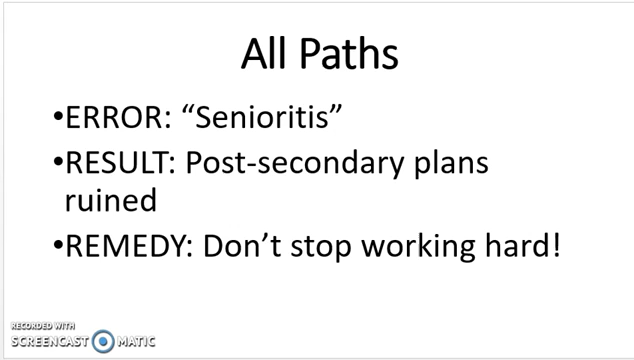 All Paths
•ERROR: “Senioritis”
•RESULT: Post-secondary plans
ruined
•REMEDY: Don’t stop working hard!
RECORDED WITH
SCREENCAST MATIC